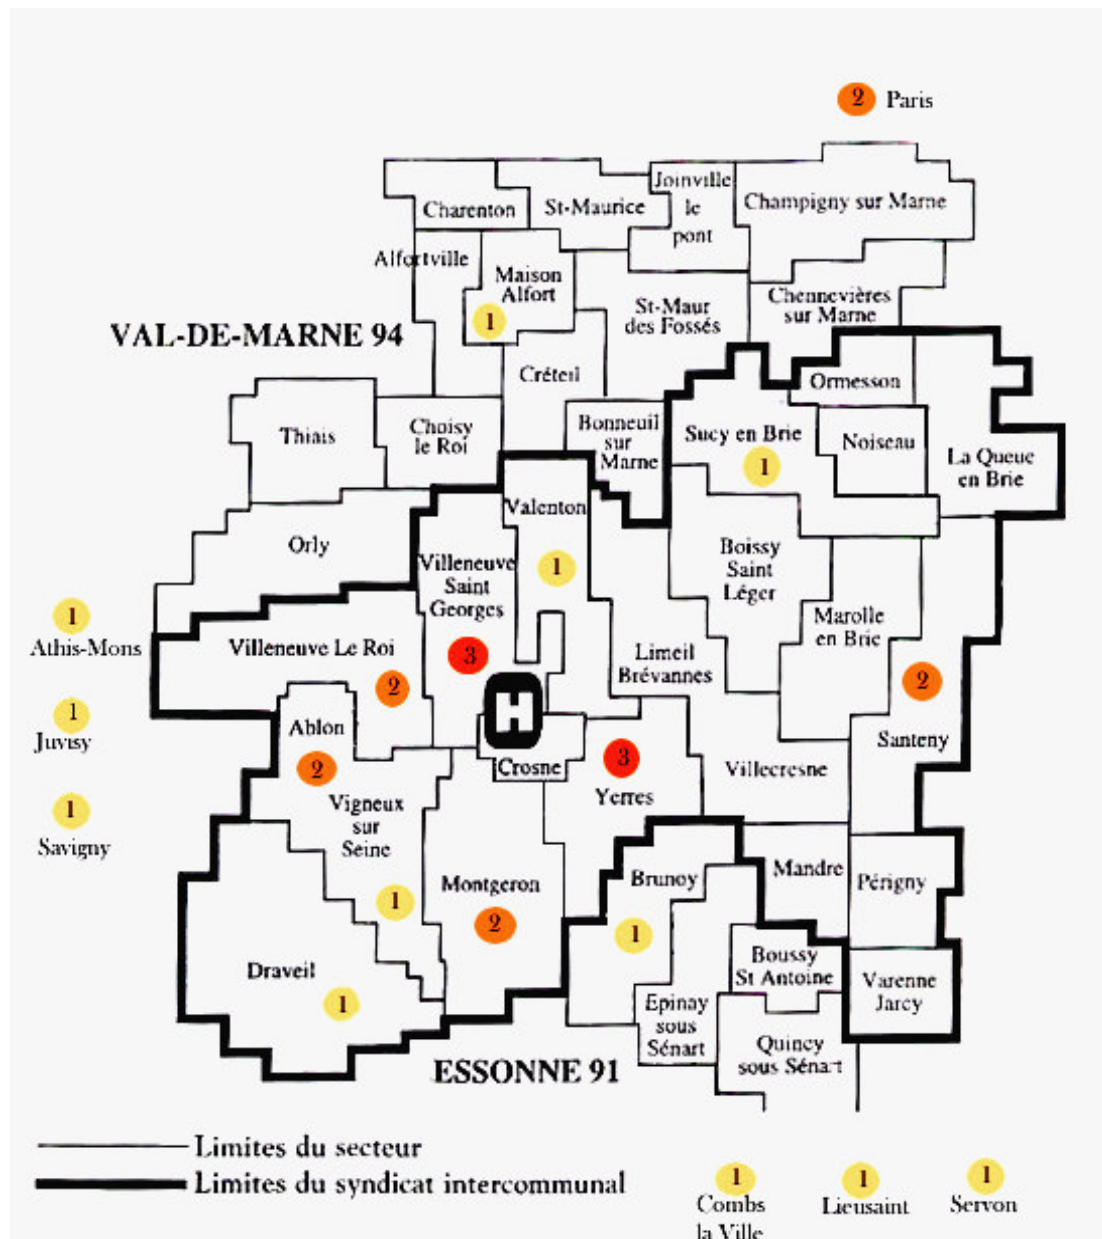 2 Paris
Joinville
le
pont
Champigny sur Marne
Charenton
St-Maurice
Alfortville
Maison
Alfort
1
Chennevières
sur Marne
St-Maur
des Fossés
VAL-DE-MARNE 94
Créteil
Ormesson
Thiais
Choisy
le Roi
Bonneuil
sur
Marne
Sucy en Brie
1
Noiseau
La Queue
en Brie
Valenton
1
Orly
Villeneuve
Saint
Georges
3
Boissy
Saint
Léger
Marolle
en Brie
1
Athis-Mons
Villeneuve Le Roi
2
Limeil
Brévannes
2
Santeny
H
1
Juvisy
Ablon
2
Crosne
3
Yerres
Villecresne
1
Savigny
Vigneux
sur
Seine
1
Montgeron
2
Brunoy
1
Mandre
Périgny
Draveil
1
Boussy
St Antoine
Varenne
Jarcy
Epinay
sous
Sénart
Quincy
sous Sénart
ESSONNE 91
Limites du secteur
Limites du syndicat intercommunal
1
Combs
la Ville
1
Lieusaint
1
Servon